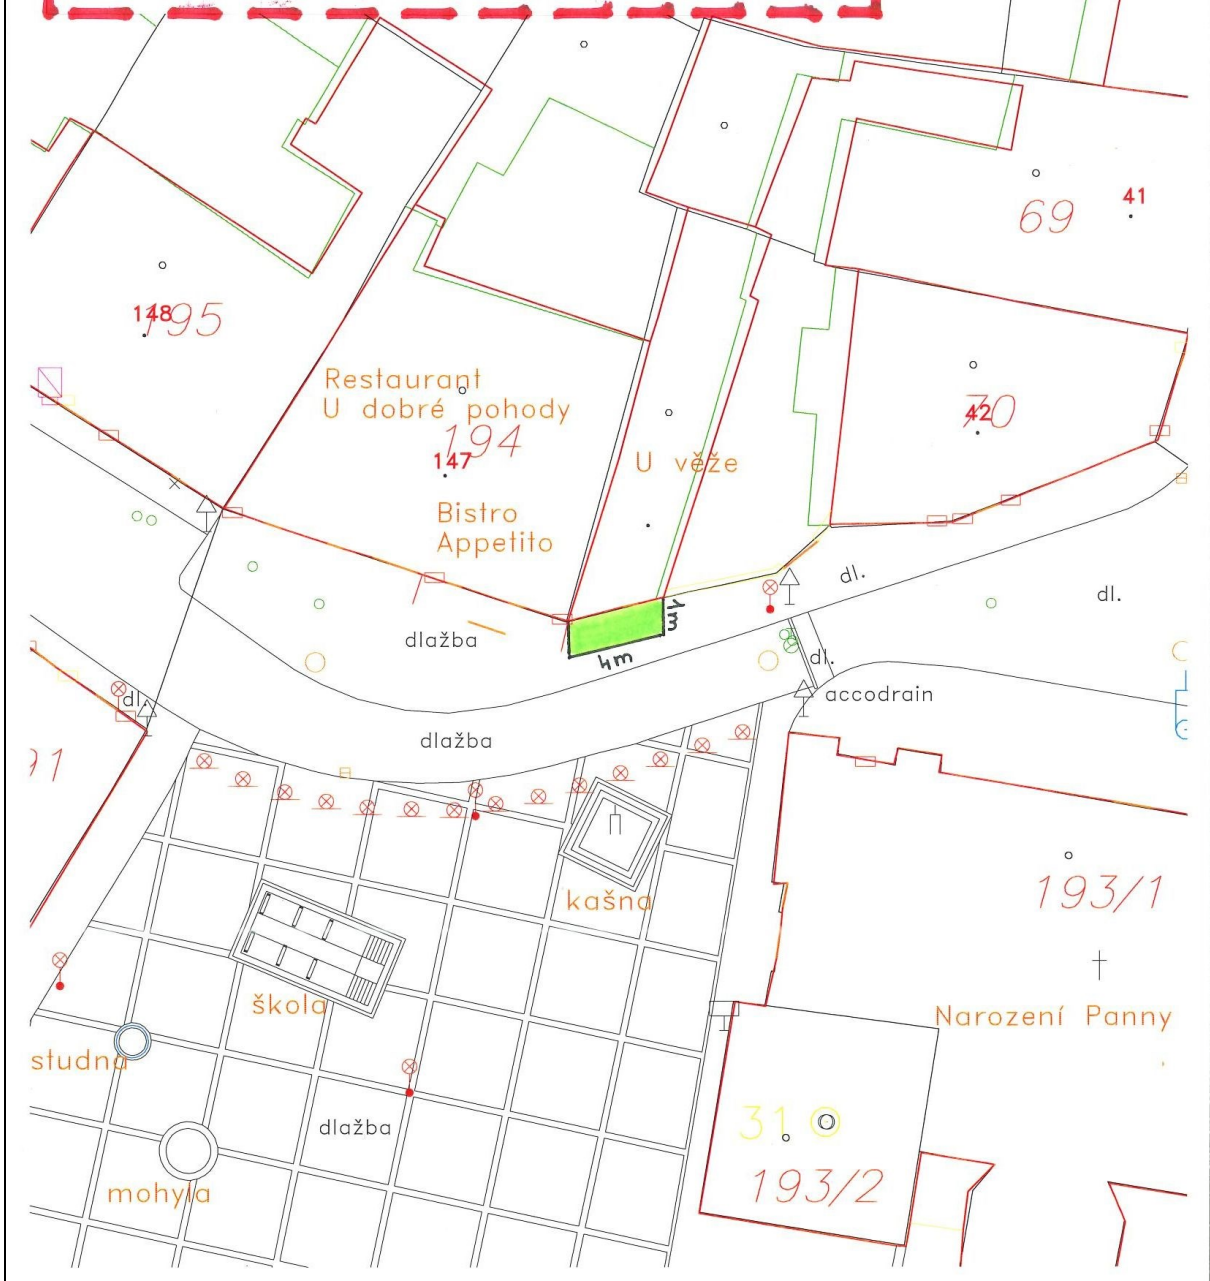 41
69
148
195
Restaurant
U dobré pohody
194
147
42
70
U věže
Bistro
Appetito
dl.
dl.
1m
4m
dlažba
dl.
dl.
accodrain
dlažba
91
193/1
kašna
škola
Narození Panny
studna
31
dlažba
193/2
mohyla